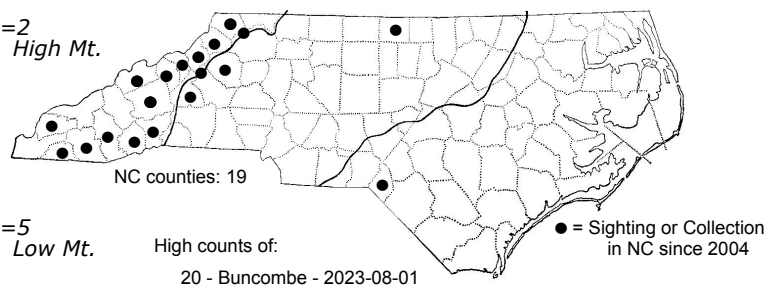 =2
High Mt.
NC counties: 19
=5
Low Mt.
High counts of:
20 - Buncombe - 2023-08-01
● = Sighting or Collection
in NC since 2004